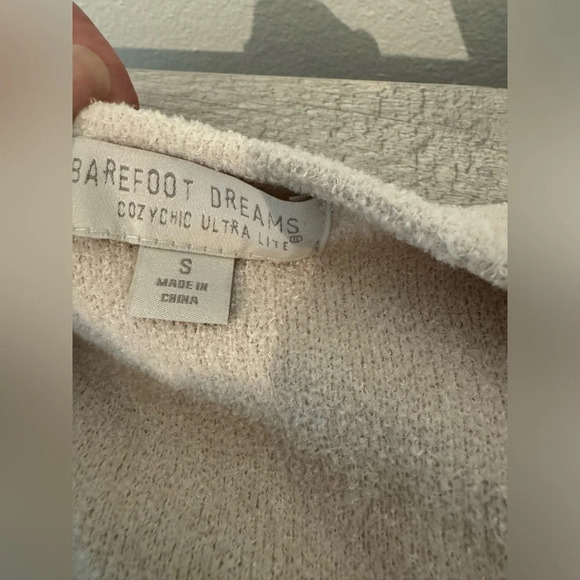 BAREFOOT DREAMS
COZYCHIC ULTRA LITE®
S
MADE IN
CHINA